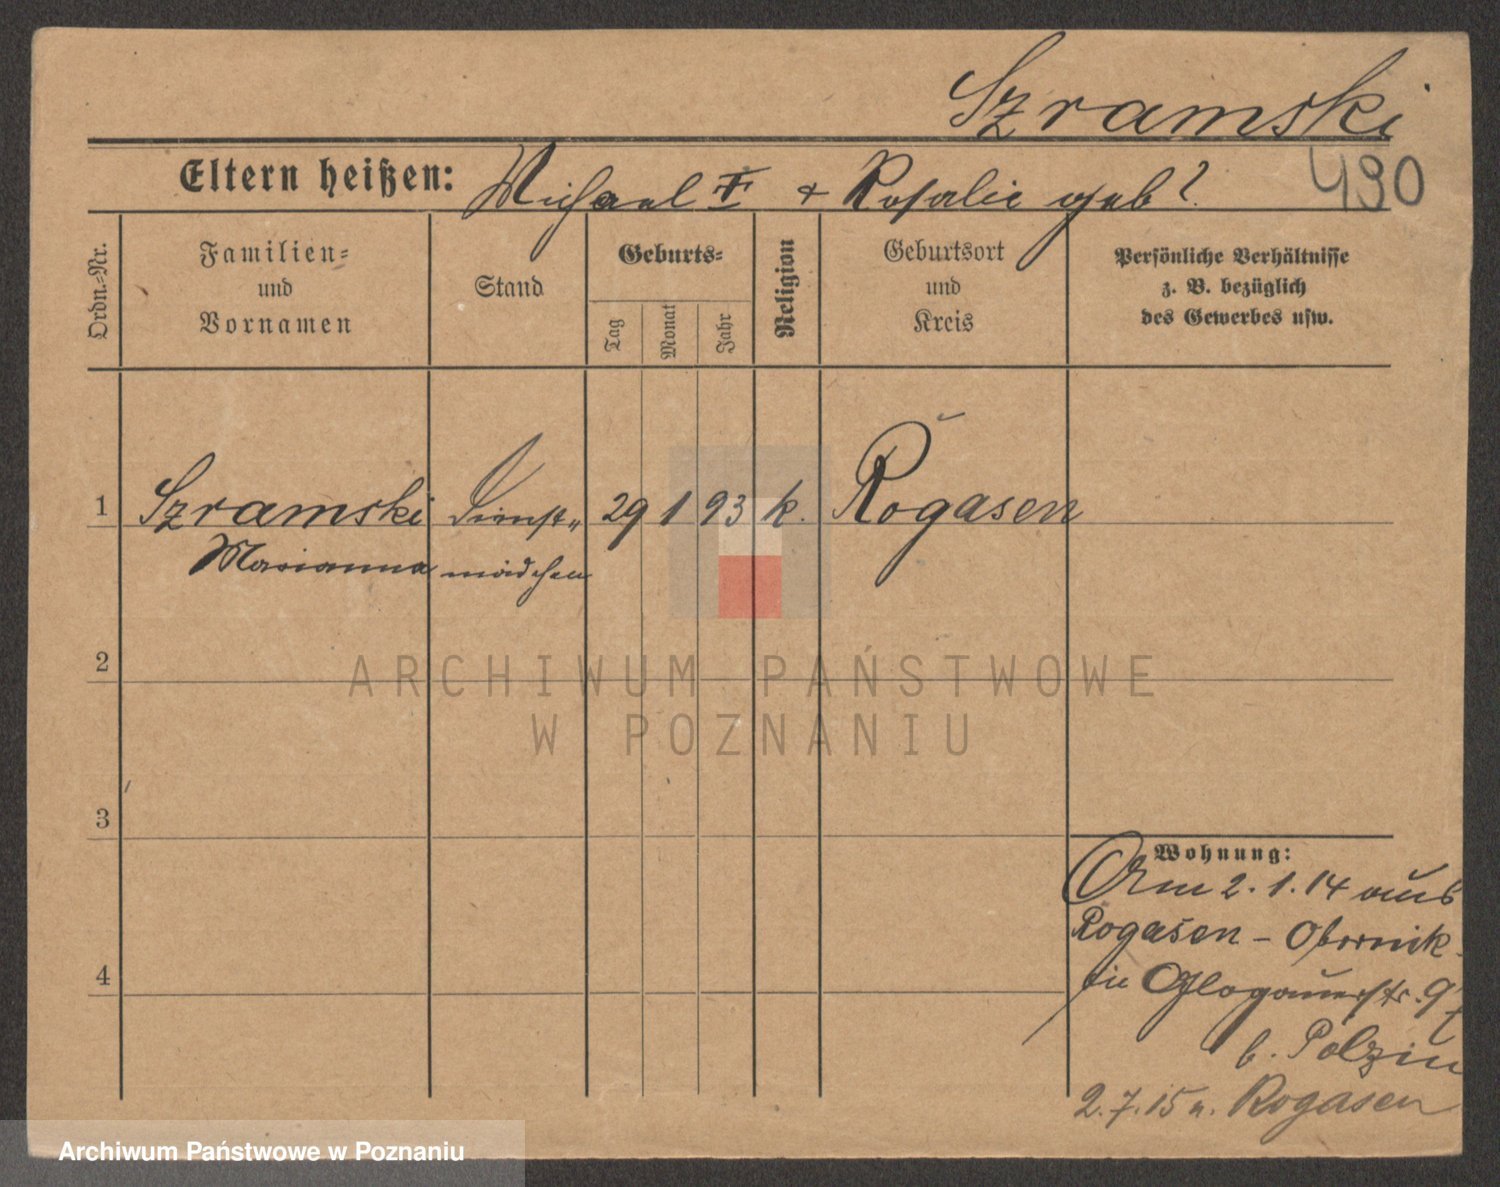 Szramski
Eltern heißen: Michael † + Rosalie geb?
490
Ordn.-Nr.
Familien=
und
Vornamen
Stand
Geburts=
Tag
Monat
Jahr
Religion
Geburtsort
und
Kreis
Persönliche Verhältnisse
z. B. bezüglich
des Gewerbes usw.
1 Szramski Dienst= 29 1 93 k. Rogasen
Marianna mädchen
2
ARCHIWUM PAŃSTWOWE
W POZNANIU
3
Wohnung:
Am 2.1.14 aus
Rogasen - Obornik
4
Glogauerstr. 97
b. Polzin
2.7.15 n. Rogasen
Archiwum Państwowe w Poznaniu